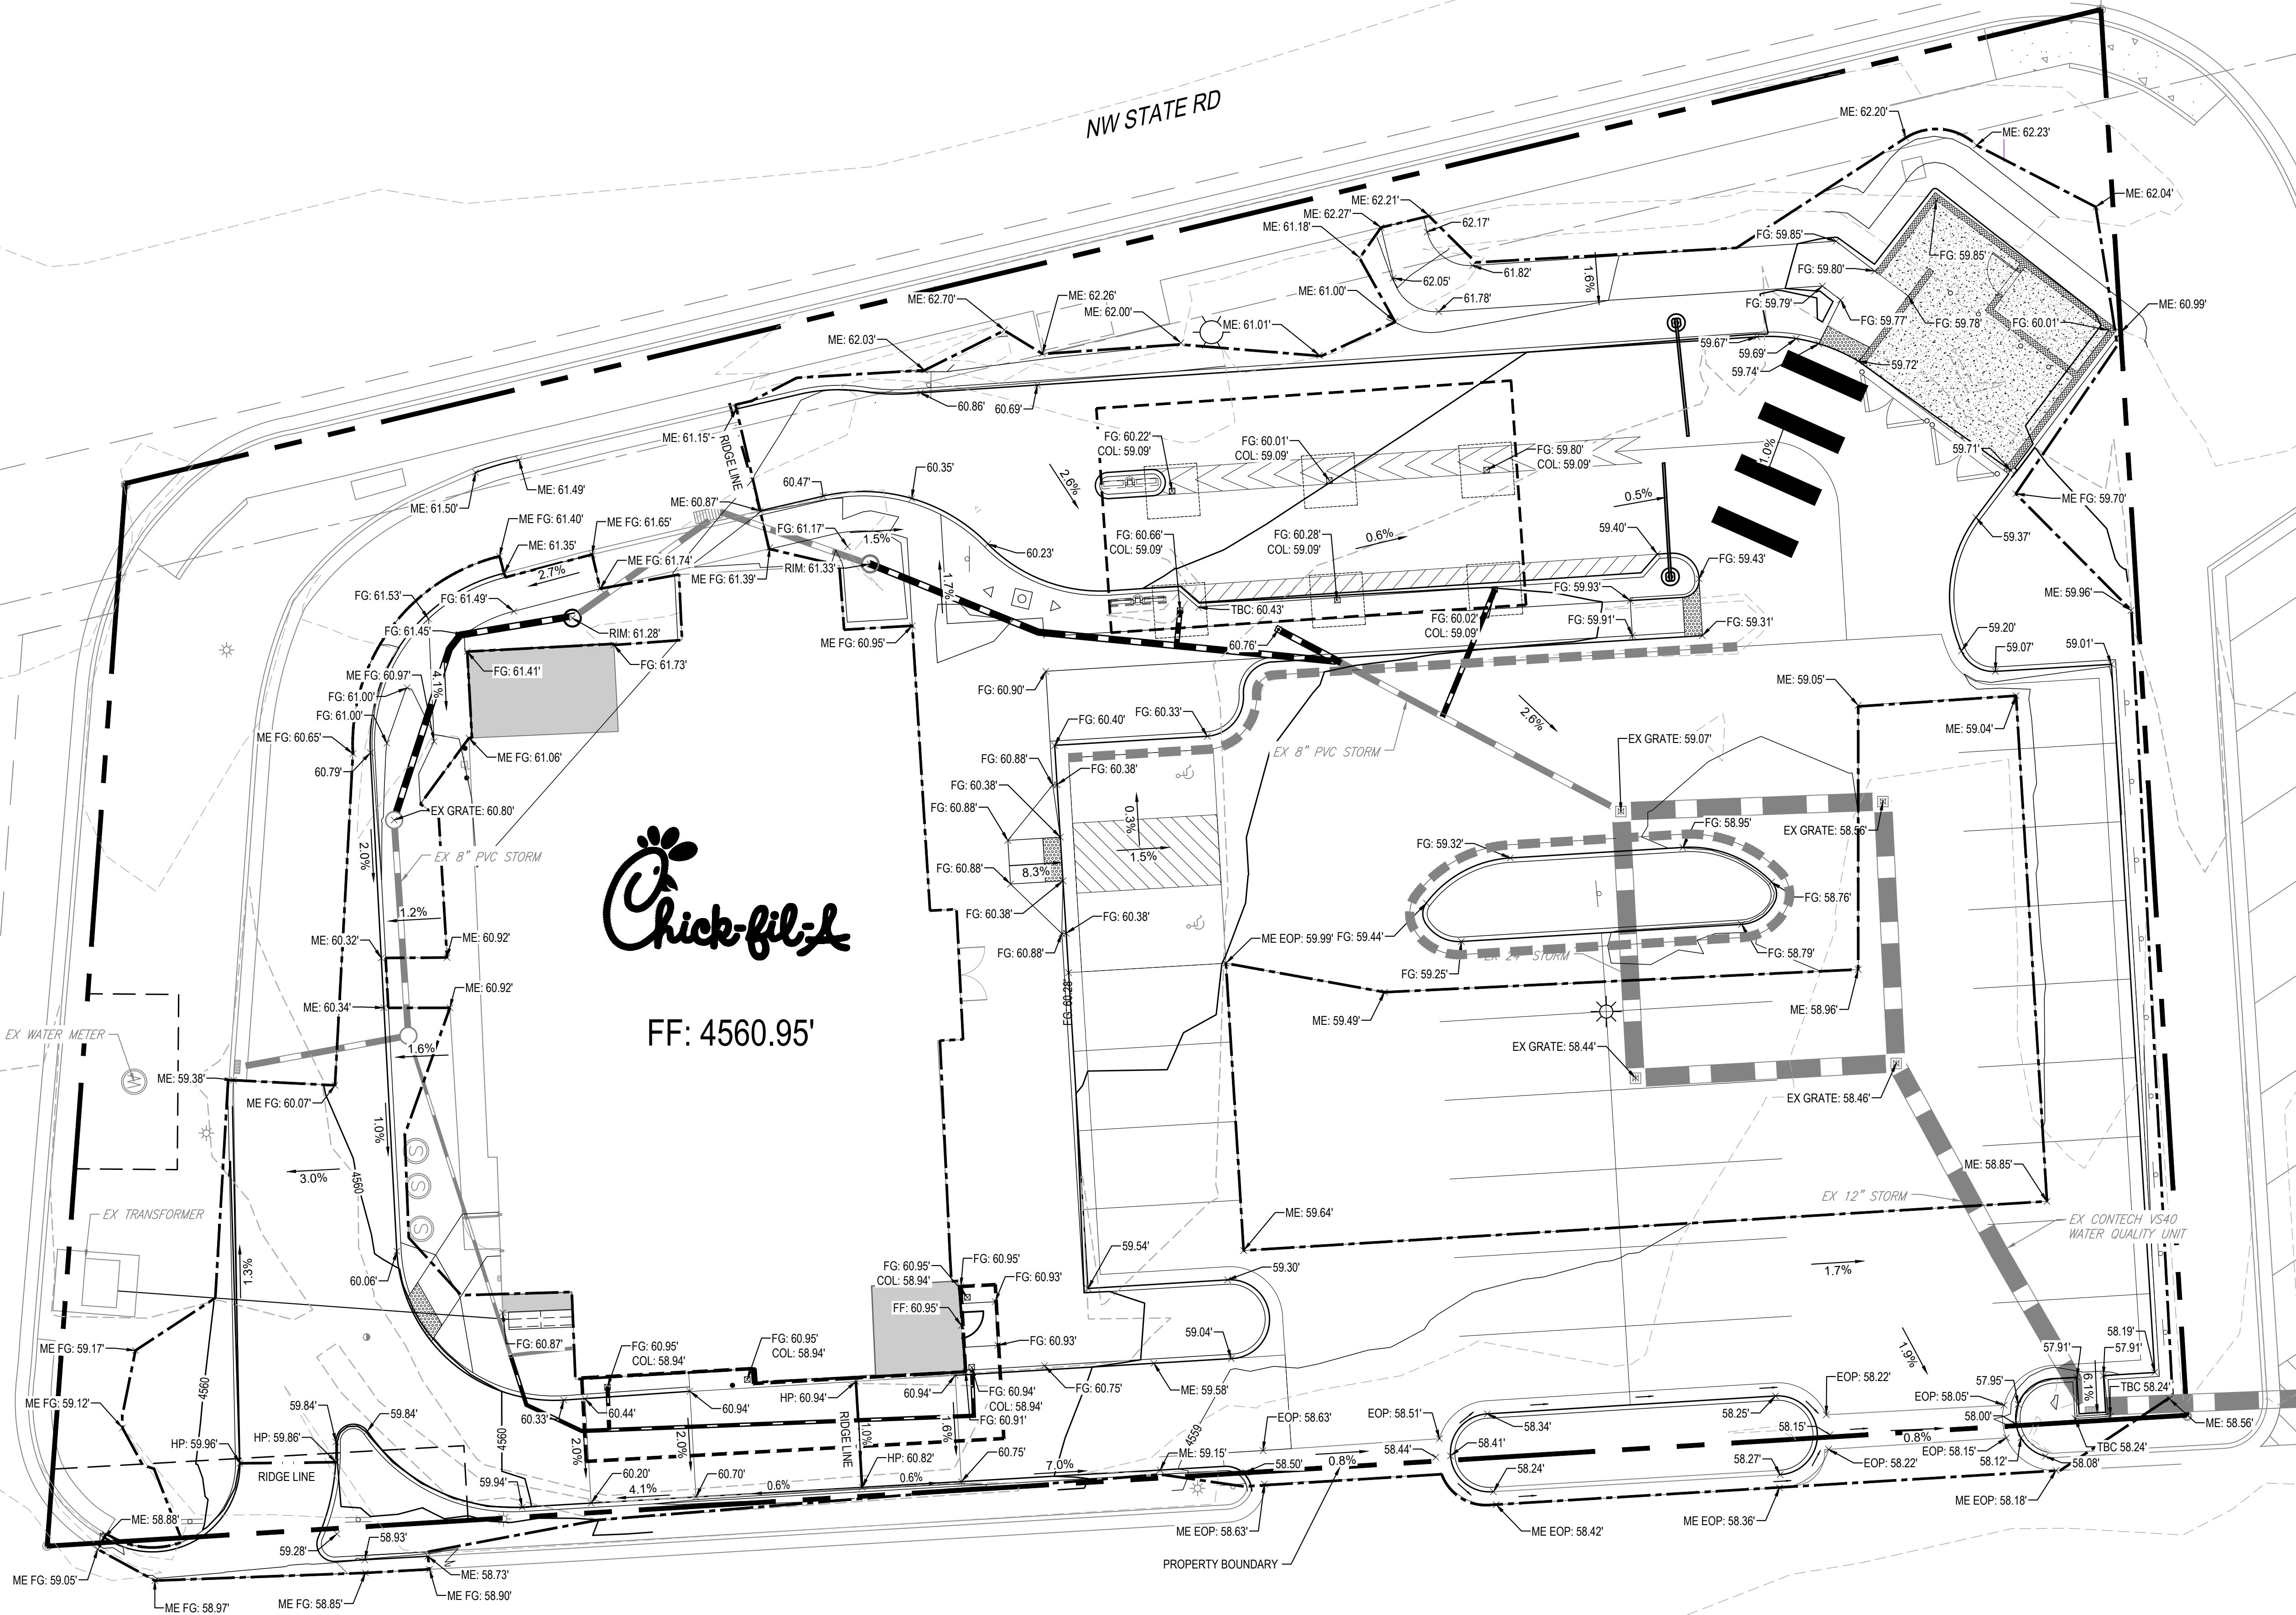 NW STATE RD
ME: 62.20'
ME: 62.23'
ME: 62.04'
ME: 62.21'
ME: 62.27'
ME: 61.18'
62.17'
FG: 59.85'
FG: 59.85'
FG: 59.80'
61.82'
62.05'
1.6%
ME: 61.00'
61.78'
FG: 59.79'
FG: 59.77'
FG: 59.78'
FG: 60.01'
ME: 60.99'
ME: 62.70'
ME: 62.26'
ME: 62.00'
ME: 61.01'
ME: 62.03'
59.67'
59.69'
59.74'
59.72'
60.86'
60.69'
ME: 61.15'
RIDGE LINE
FG: 60.22'
COL: 59.09'
FG: 60.01'
COL: 59.09'
FG: 59.80'
COL: 59.09'
1.0%
59.71'
2.6%
60.47'
60.35'
ME: 61.49'
ME: 61.50'
ME: 60.87'
0.5%
ME FG: 59.70'
ME FG: 61.40'
ME FG: 61.65'
FG: 61.17'
1.5%
FG: 60.66'
COL: 59.09'
FG: 60.28'
COL: 59.09'
0.6%
59.40'
59.37'
ME: 61.35'
60.23'
ME FG: 61.74'
RIM: 61.33'
FG: 59.43'
2.7%
ME FG: 61.39'
1.7%
FG: 59.93'
ME: 59.96'
FG: 61.53'
FG: 61.49'
TBC: 60.43'
FG: 60.02'
COL: 59.09'
FG: 59.91'
FG: 59.31'
FG: 61.45'
RIM: 61.28'
ME FG: 60.95'
60.76'
59.20'
59.07'
59.01'
FG: 61.41'
FG: 61.73'
ME FG: 60.97'
4.1%
FG: 61.00'
FG: 61.00'
FG: 60.90'
ME: 59.05'
ME: 59.04'
FG: 60.40'
FG: 60.33'
2.6%
ME FG: 60.65'
EX GRATE: 59.07'
EX 8" PVC STORM
60.79'
ME FG: 61.06'
FG: 60.88'
FG: 60.38'
FG: 60.38'
FG: 60.88'
0.3%
EX GRATE: 60.80'
EX GRATE: 58.56'
FG: 58.95'
FG: 59.32'
2.0%
EX 8" PVC STORM
1.5%
8.3%
FG: 60.88'
FG: 58.76'
FG: 60.38'
FG: 60.38'
1.2%
Chick-fil-A
ME: 60.32'
ME: 60.92'
FG: 60.88'
ME EOP: 59.99'
FG: 59.44'
FG: 58.79'
EX 24" STORM
FG: 59.25'
ME: 60.92'
FG: 60.28'
ME: 60.34'
ME: 59.49'
ME: 58.96'
FF: 4560.95'
EX WATER METER
W
1.6%
EX GRATE: 58.44'
ME: 59.38'
EX GRATE: 58.46'
ME FG: 60.07'
1.0%
S
S
S
4560
3.0%
ME: 58.85'
EX 12" STORM
EX TRANSFORMER
ME: 59.64'
EX CONTECH VS40
WATER QUALITY UNIT
59.54'
59.30'
1.7%
1.3%
60.06'
FG: 60.95'
COL: 58.94'
FG: 60.95'
FG: 60.93'
FF: 60.95'
FG: 60.93'
ME FG: 59.17'
FG: 60.87'
FG: 60.95'
COL: 58.94'
FG: 60.95'
COL: 58.94'
59.04'
1.9%
58.19'
57.91'
57.91'
4560
HP: 60.94'
60.94'
FG: 60.94'
COL: 58.94'
FG: 60.91'
FG: 60.75'
ME: 59.58'
EOP: 58.22'
57.95'
EOP: 58.05'
6.1%
TBC 58.24'
ME FG: 59.12'
59.84'
59.84'
60.33'
60.44'
60.94'
EOP: 58.63'
EOP: 58.51'
58.34'
58.25'
58.15'
58.00'
ME: 58.56'
HP: 59.96'
HP: 59.86'
4560
2.0%
2.0%
RIDGE LINE
1.0%
1.6%
4559
0.8%
RIDGE LINE
HP: 60.82'
60.75'
ME: 59.15'
58.44'
58.41'
EOP: 58.15'
TBC 58.24'
7.0%
58.50'
0.8%
58.27'
EOP: 58.22'
58.12'
58.08'
59.94'
60.20'
60.70'
4.1%
0.6%
0.6%
58.24'
ME: 58.88'
58.93'
59.28'
ME EOP: 58.63'
ME EOP: 58.42'
ME EOP: 58.36'
ME EOP: 58.18'
ME: 58.73'
PROPERTY BOUNDARY
ME FG: 59.05'
ME FG: 58.97'
ME FG: 58.85'
ME FG: 58.90'